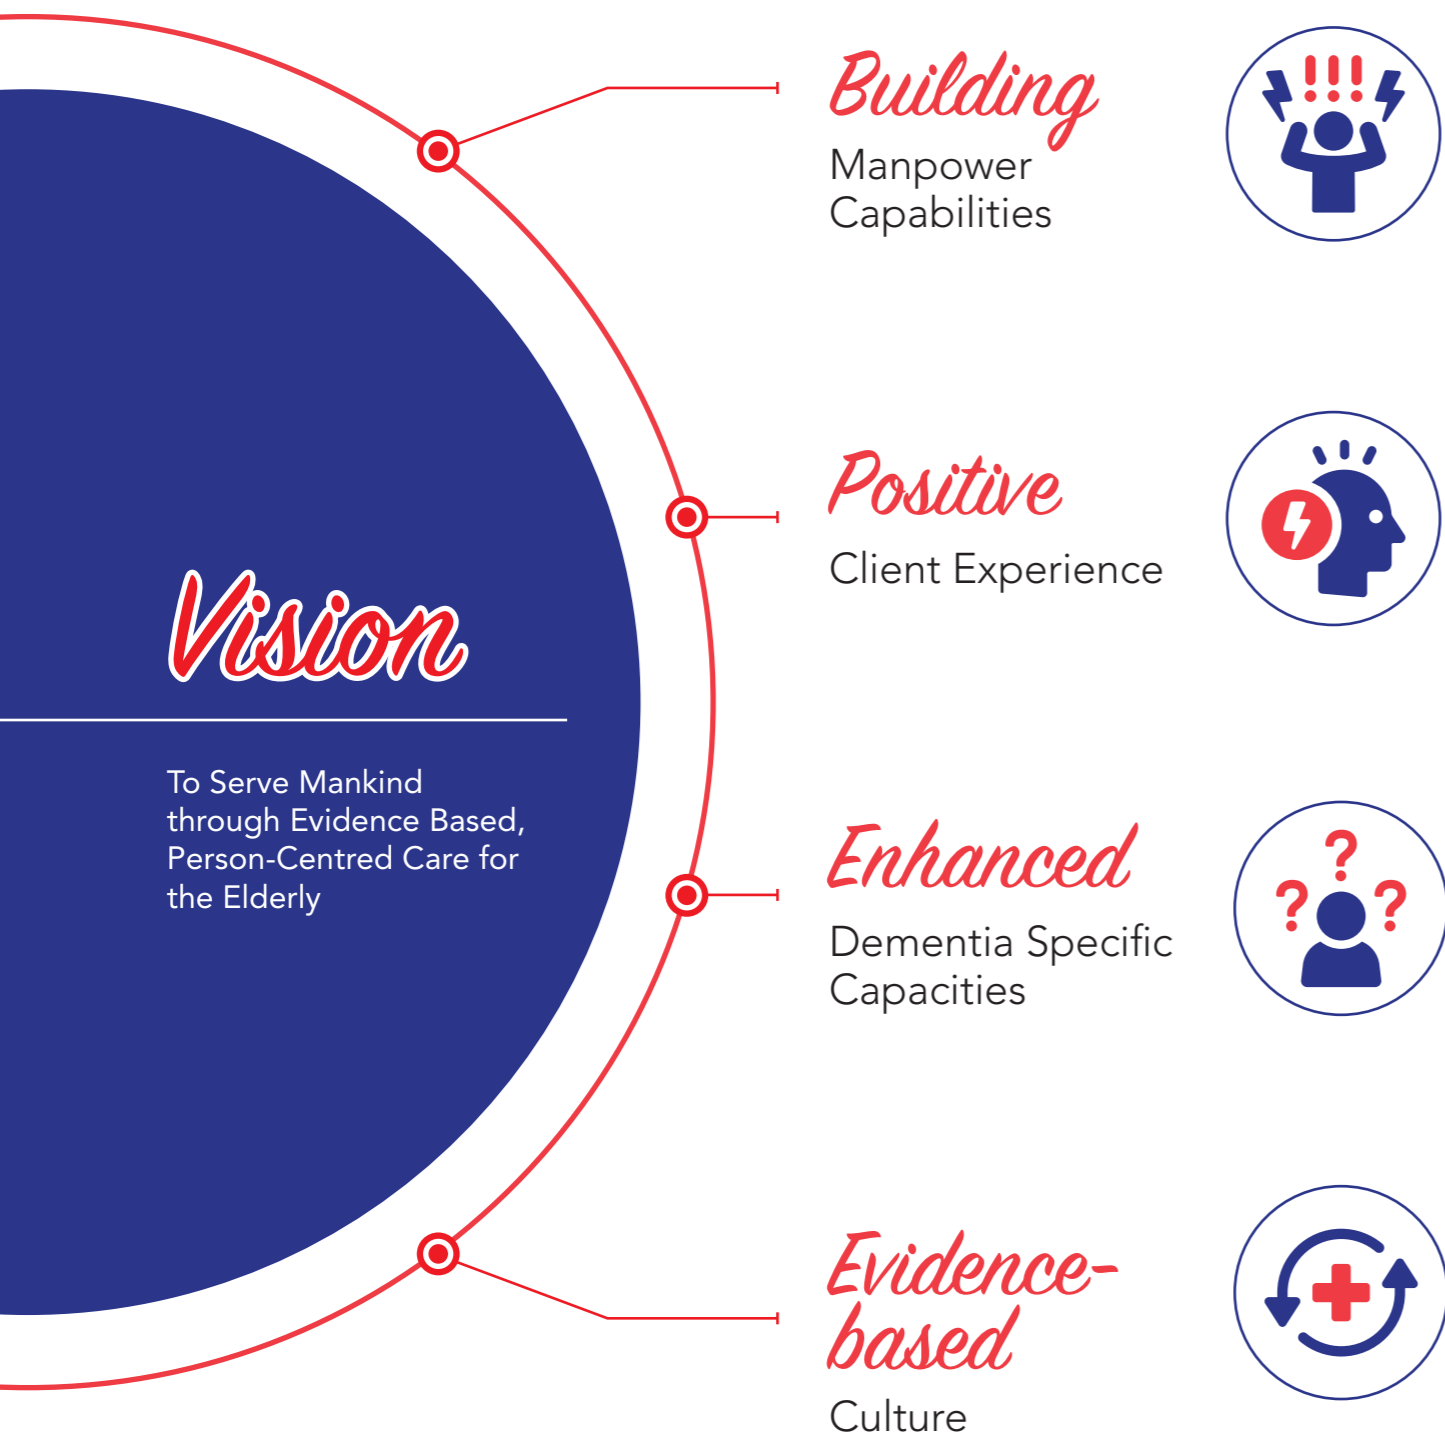 Vision
To Serve Mankind
through Evidence Based,
Person-Centred Care for
the Elderly
Building
Manpower
Capabilities
!!!
Positive
Client Experience
Enhanced
Dementia Specific
Capacities
? ? ?
Evidence-
based
Culture